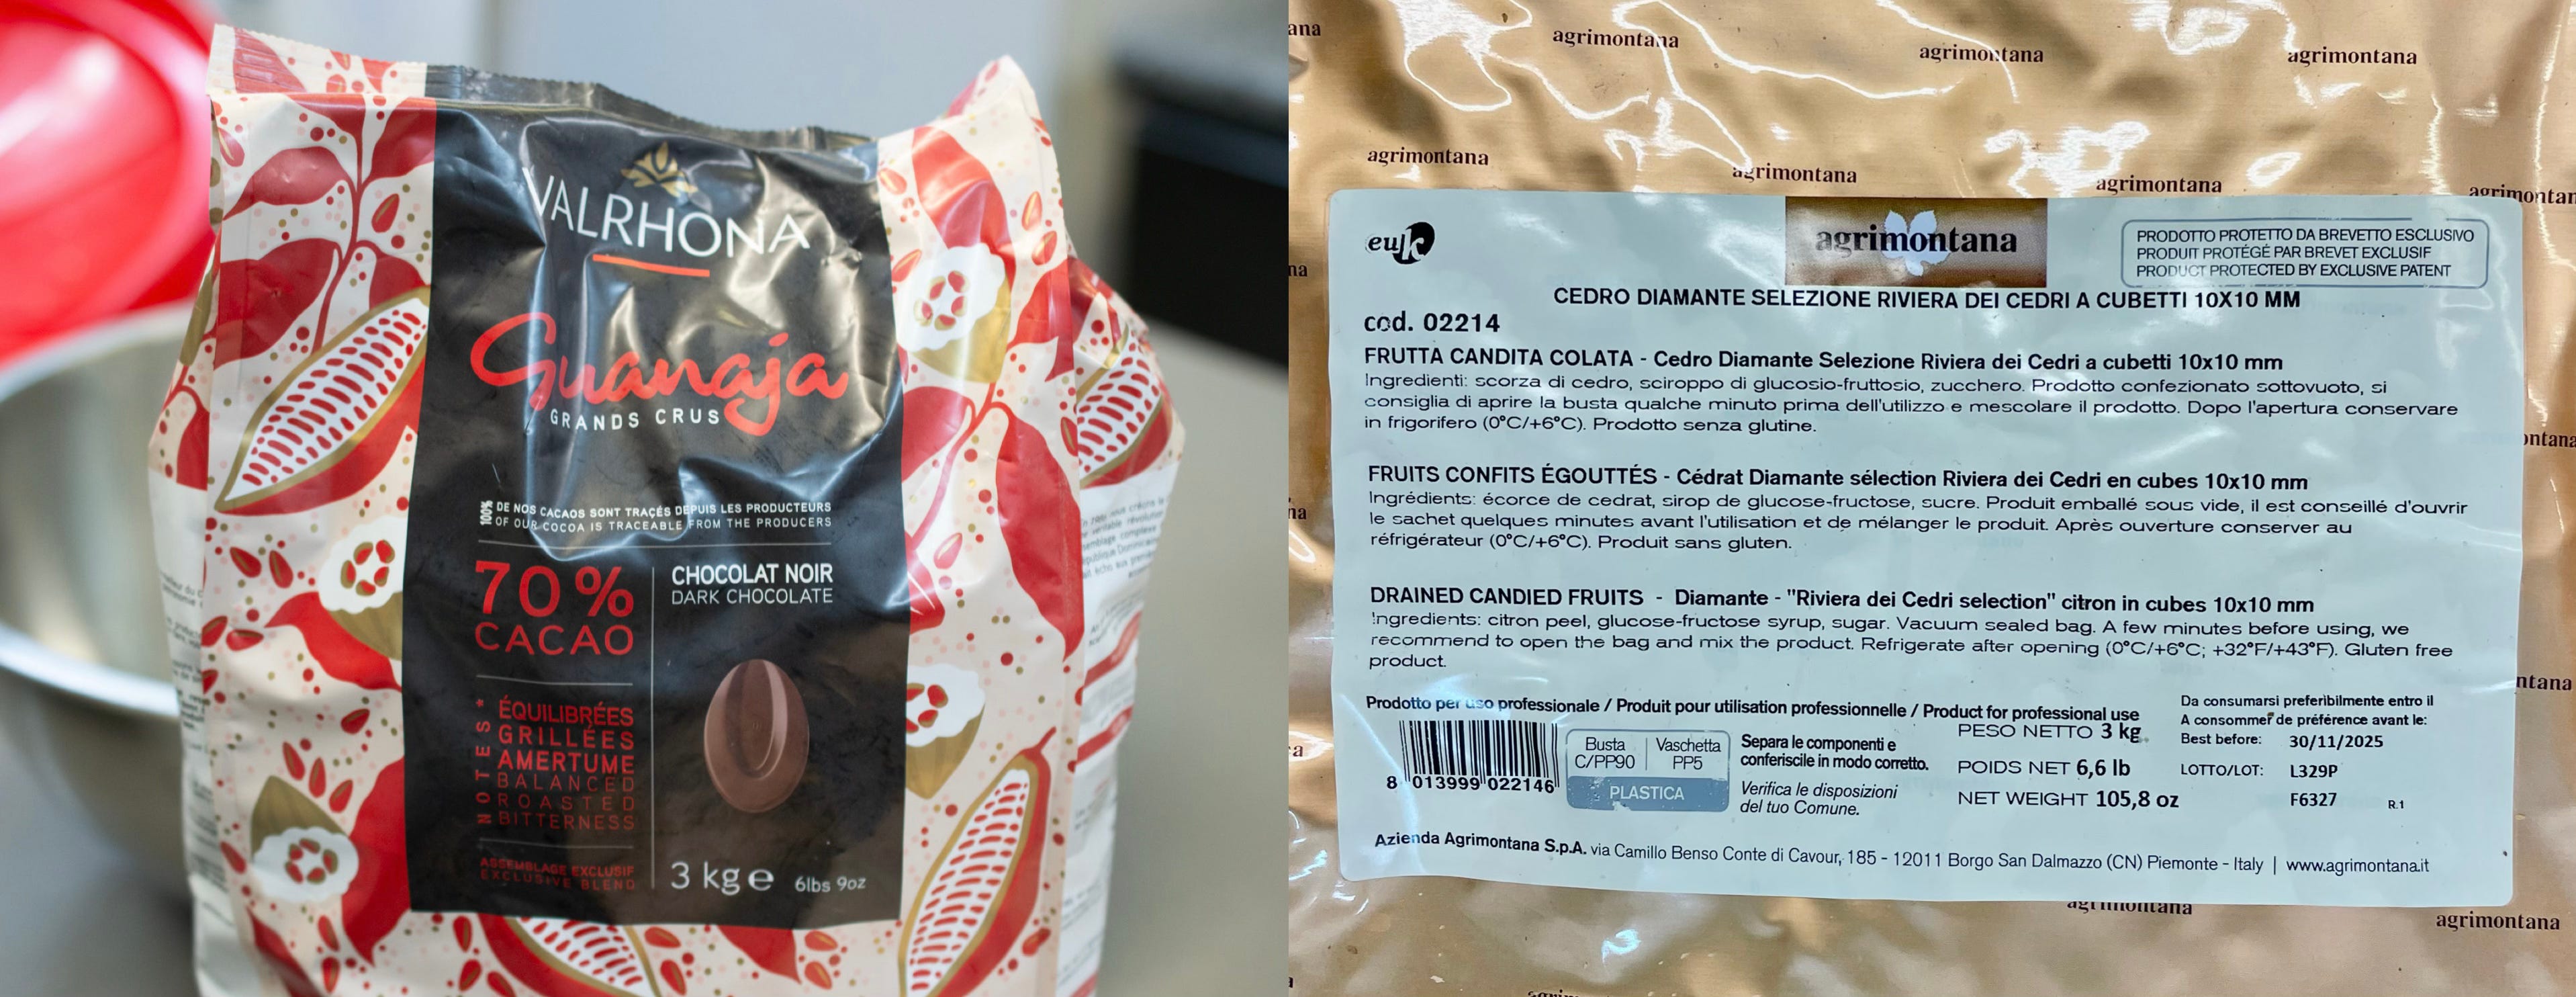 VALRHONA
Guanaja
GRANDS CRUS
100% DE NOS CACAOS SONT TRACÉS DEPUIS LES PRODUCTEURS
OF OUR COCOA IS TRACEABLE FROM THE PRODUCERS
70%
CACAO
CHOCOLAT NOIR
DARK CHOCOLATE
NOTES*
ÉQUILIBRÉES
GRILLÉES
AMERTUME
BALANCED
ROASTED
BITTERNESS
ASSEMBLAGE EXCLUSIF
EXCLUSIVE BLEND
3 kg e 6lbs 9oz
agrimontana
agrimontana
agrimontana
agrimontana
agrimontana
agrimontana
euk
agrimontana
PRODOTTO PROTETTO DA BREVETTO ESCLUSIVO
PRODUIT PROTÉGÉ PAR BREVET EXCLUSIF
PRODUCT PROTECTED BY EXCLUSIVE PATENT
CEDRO DIAMANTE SELEZIONE RIVIERA DEI CEDRI A CUBETTI 10X10 MM
cod. 02214
FRUTTA CANDITA COLATA - Cedro Diamante Selezione Riviera dei Cedri a cubetti 10x10 mm
Ingredienti: scorza di cedro, sciroppo di glucosio-fruttosio, zucchero. Prodotto confezionato sottovuoto, si
consiglia di aprire la busta qualche minuto prima dell'utilizzo e mescolare il prodotto. Dopo l'apertura conservare
in frigorifero (0°C/+6°C). Prodotto senza glutine.
FRUITS CONFITS ÉGOUTTÉS - Cédrat Diamante sélection Riviera dei Cedri en cubes 10x10 mm
Ingrédients: écorce de cedrat, sirop de glucose-fructose, sucre. Produit emballé sous vide, il est conseillé d'ouvrir
le sachet quelques minutes avant l'utilisation et de mélanger le produit. Après ouverture conserver au
réfrigérateur (0°C/+6°C). Produit sans gluten.
DRAINED CANDIED FRUITS - Diamante - "Riviera dei Cedri selection" citron in cubes 10x10 mm
Ingredients: citron peel, glucose-fructose syrup, sugar. Vacuum sealed bag. A few minutes before using, we
recommend to open the bag and mix the product. Refrigerate after opening (0°C/+6°C; +32°F/+43°F). Gluten free
product.
Prodotto per uso professionale / Produit pour utilisation professionnelle / Product for professional use
8 013999 022146
Busta
C/PP90
Vaschetta
PP5
PLASTICA
Separa le componenti e
conferiscile in modo corretto.
Verifica le disposizioni
del tuo Comune.
PESO NETTO 3 kg
POIDS NET 6,6 lb
NET WEIGHT 105,8 oz
Da consumarsi preferibilmente entro il
A consommer de préférence avant le:
Best before: 30/11/2025
LOTTO/LOT: L329P
F6327
R.1
Azienda Agrimontana S.p.A. via Camillo Benso Conte di Cavour, 185 - 12011 Borgo San Dalmazzo (CN) Piemonte - Italy | www.agrimontana.it
agrimontana
agrimontana